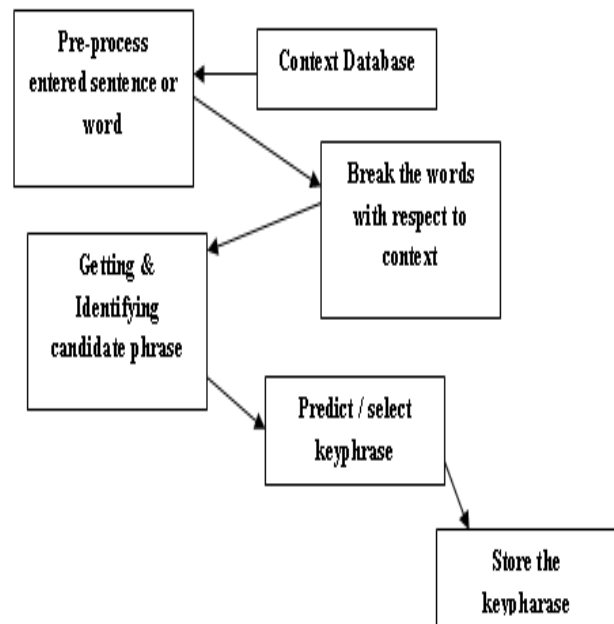 Pre-process
entered sentence or
word
Context Database
Break the words
with respect to
context
Getting &
Identifying
candidate phrase
Predict / select
keyphrase
Store the
keypharase